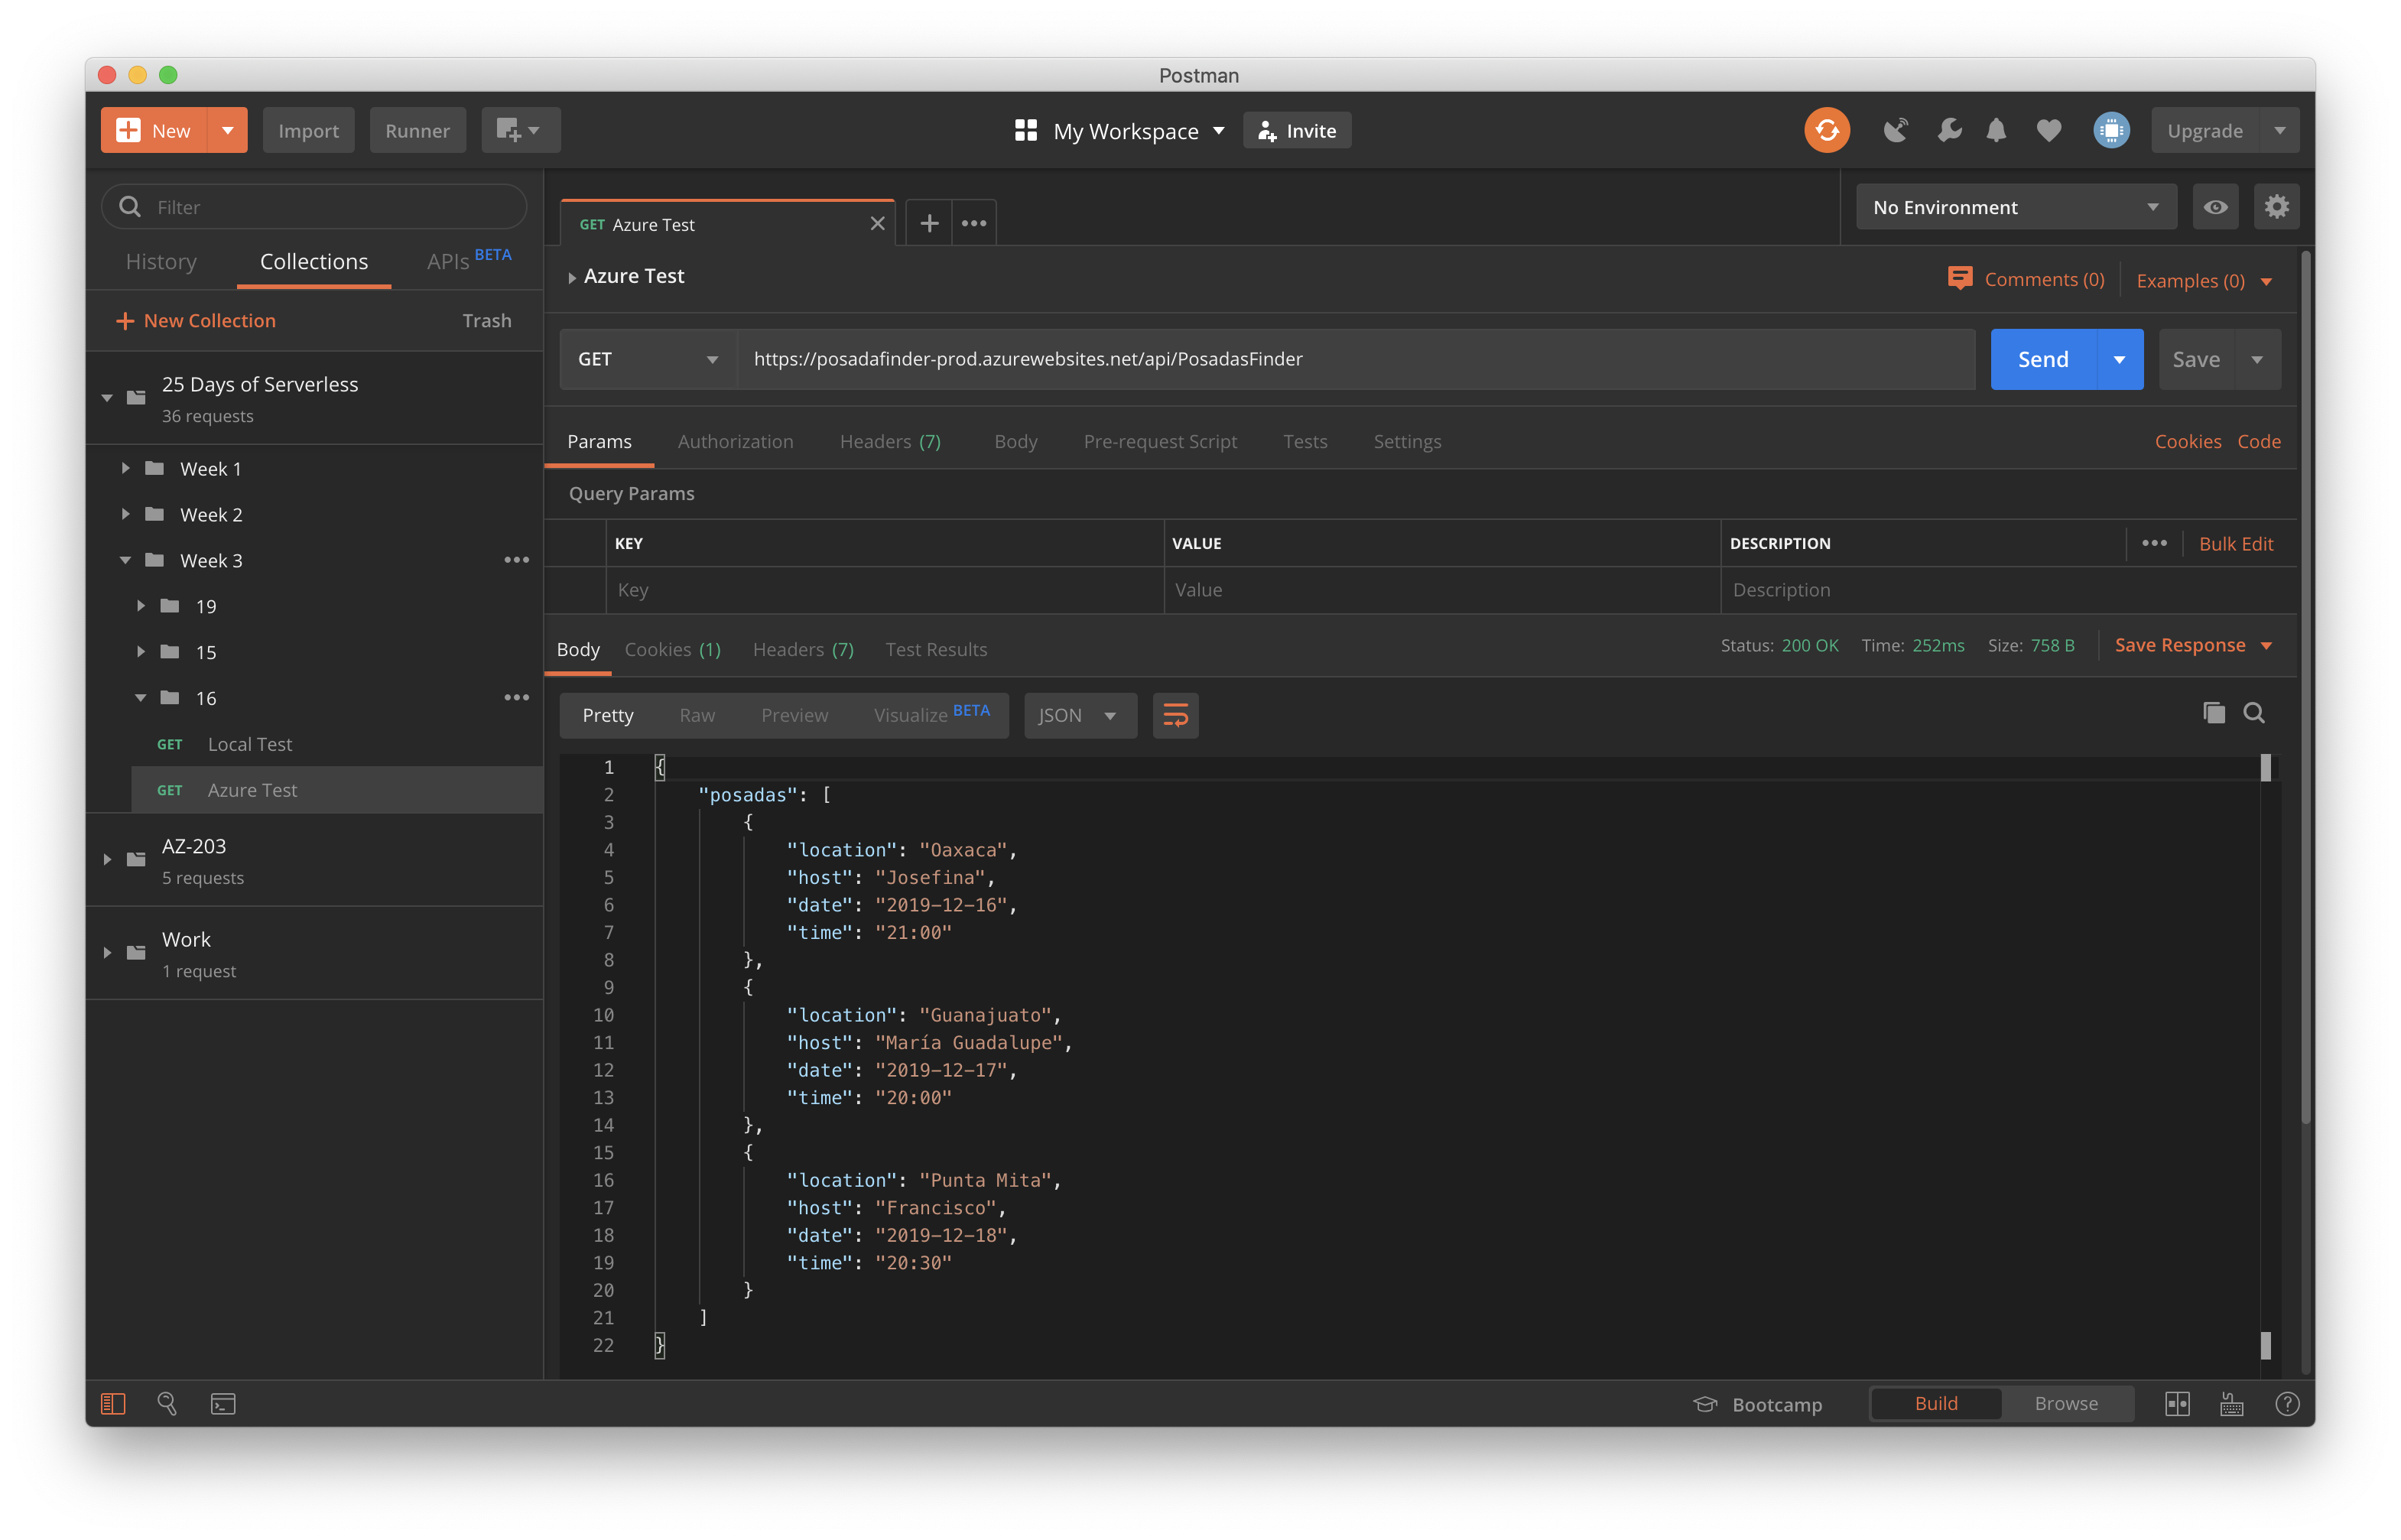 Postman
New
Import
Runner
My Workspace
Invite
Upgrade
Filter
History
Collections
APIs BETA
New Collection
Trash
25 Days of Serverless
36 requests
Week 1
Week 2
Week 3
19
15
16
GET Local Test
GET Azure Test
AZ-203
5 requests
Work
1 request
GET Azure Test
No Environment
Azure Test
Comments (0)
Examples (0)
GET
https://posadafinder-prod.azurewebsites.net/api/PosadasFinder
Send
Save
Params
Authorization
Headers (7)
Body
Pre-request Script
Tests
Settings
Cookies
Code
Query Params
KEY
VALUE
DESCRIPTION
Bulk Edit
Key
Value
Description
Body
Cookies (1)
Headers (7)
Test Results
Status: 200 OK
Time: 252ms
Size: 758 B
Save Response
Pretty
Raw
Preview
Visualize BETA
JSON
1 {
2 "posadas": [
3 {
4 "location": "Oaxaca",
5 "host": "Josefina",
6 "date": "2019-12-16",
7 "time": "21:00"
8 },
9 {
10 "location": "Guanajuato",
11 "host": "María Guadalupe",
12 "date": "2019-12-17",
13 "time": "20:00"
14 },
15 {
16 "location": "Punta Mita",
17 "host": "Francisco",
18 "date": "2019-12-18",
19 "time": "20:30"
20 }
21 ]
22 }
Bootcamp
Build
Browse